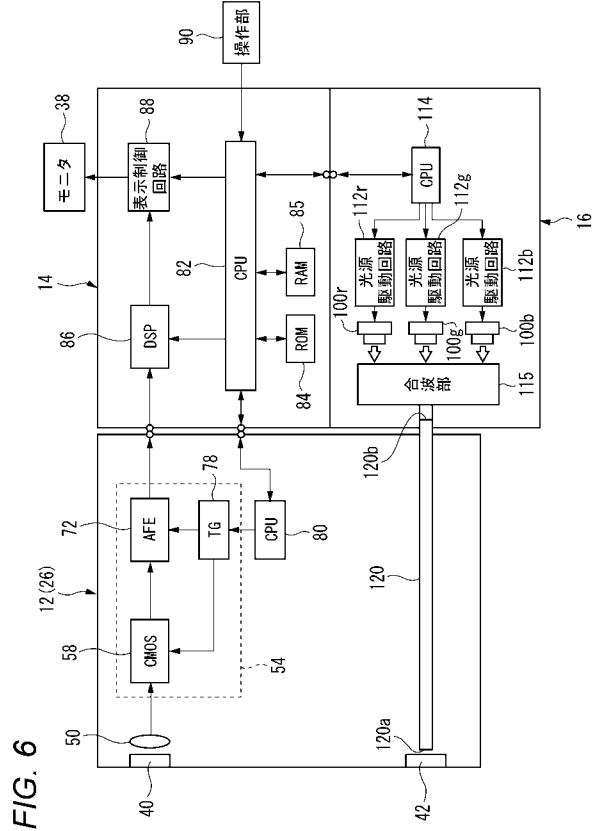 FIG. 6
12(26)
14
38
モニタ
88
表示制御
回路
86
DSP
72
AFE
58
CMOS
50
40
78
TG
54
CPU
80
82
CPU
90
操作部
84
ROM
85
RAM
114
CPU
112r
光源
駆動回路
112g
光源
駆動回路
112b
光源
駆動回路
100r
100g
100b
合波部
115
16
120b
120
120a
42